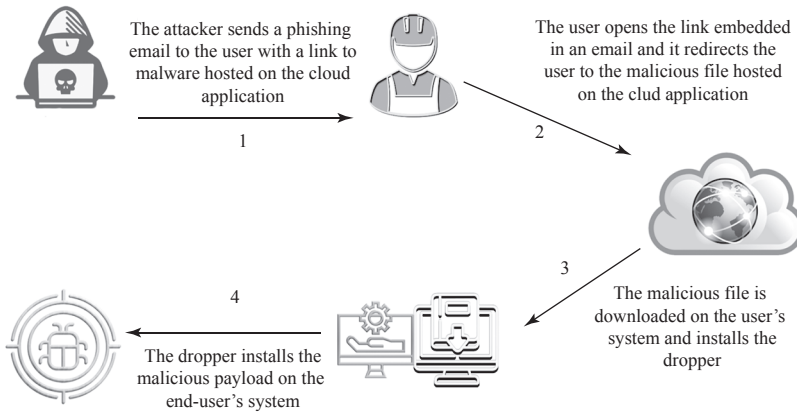 The attacker sends a phishing
email to the user with a link to
malware hosted on the cloud
application
1
The user opens the link embedded
in an email and it redirects the
user to the malicious file hosted
on the clud application
2
3
The malicious file is
downloaded on the user's
system and installs the
dropper
4
The dropper installs the
malicious payload on the
end-user's system